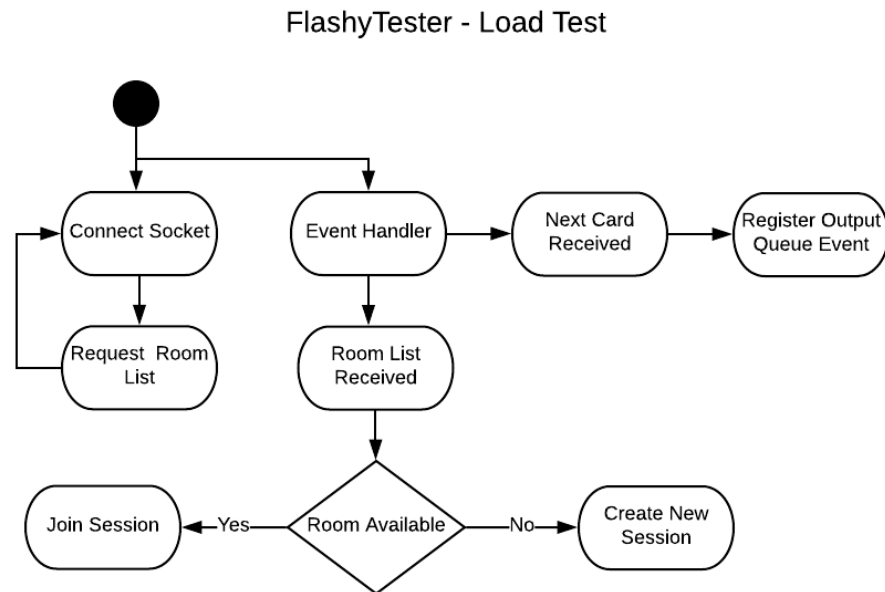 FlashyTester - Load Test
Connect Socket
Event Handler
Next Card
Received
Register Output
Queue Event
Request Room
List
Room List
Received
Join Session
Yes
Room Available
No
Create New
Session